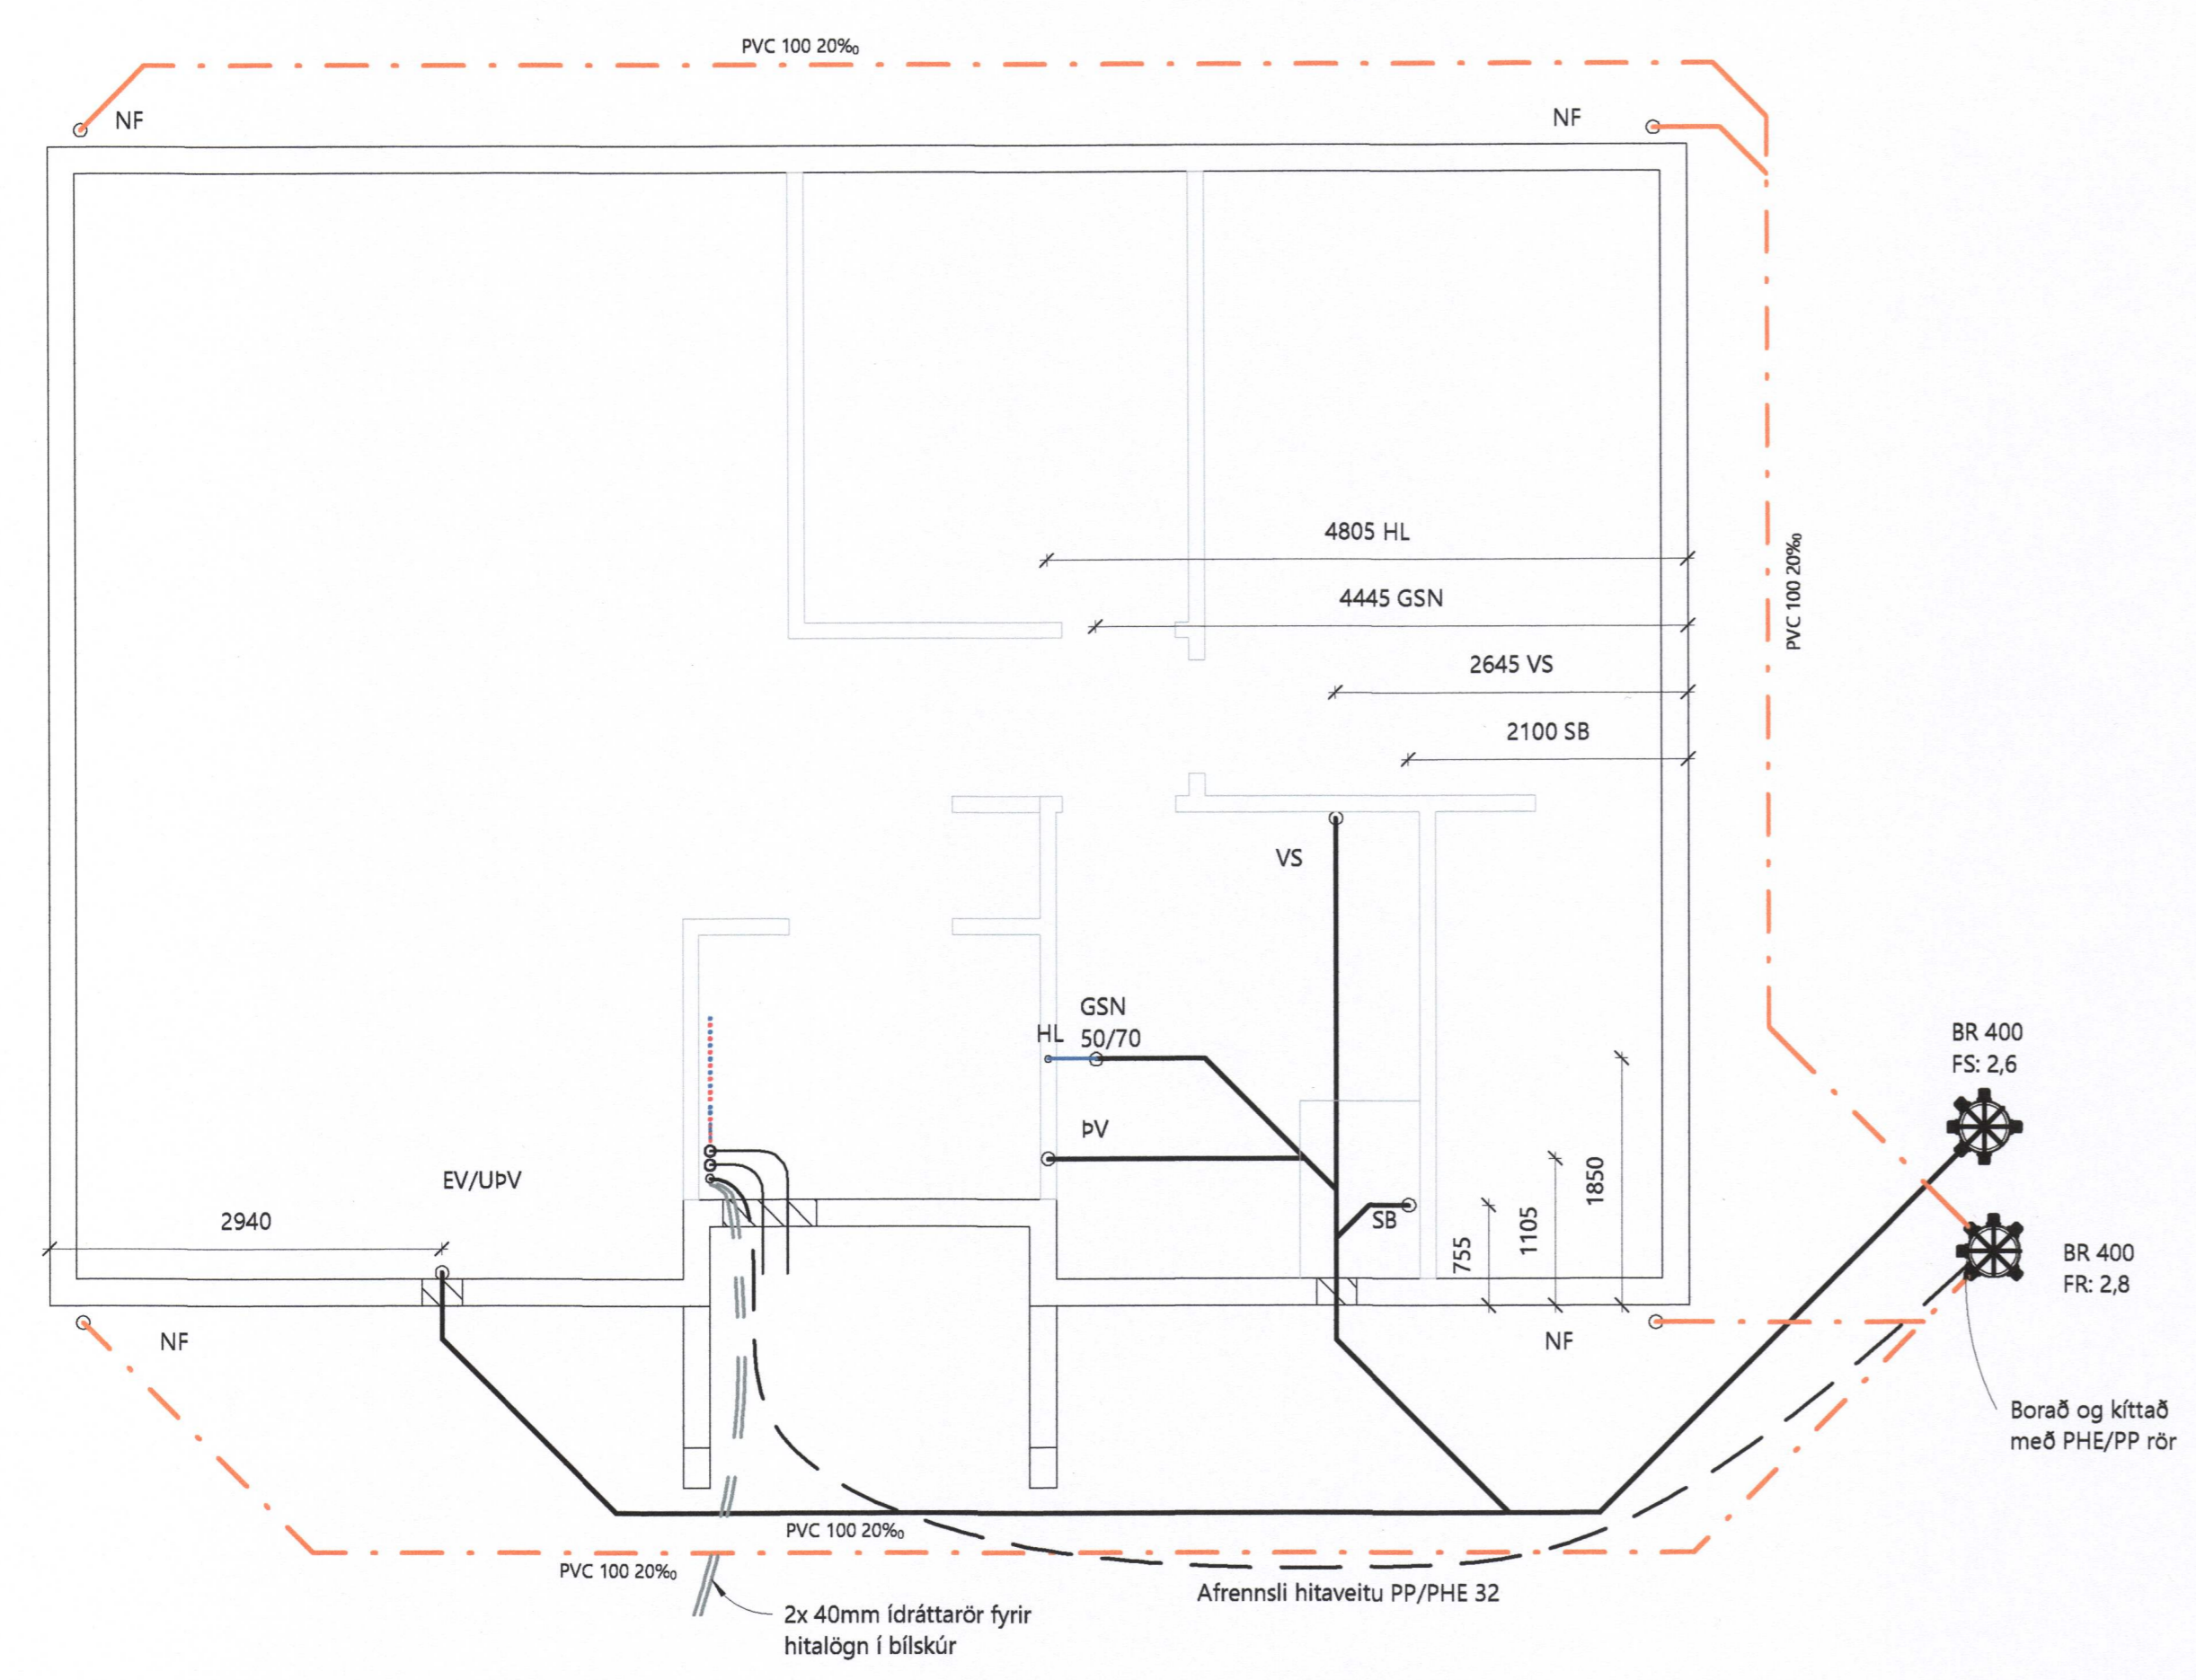 PVC 100 20‰
NF
NF
4805 HL
4445 GSN
PVC 100 20‰
2645 VS
2100 SB
VS
GSN
HL 50/70
BR 400
FS: 2,6
ÞV
EV/UÞV
1850
2940
SB
1105
755
BR 400
FR: 2,8
NF
NF
Borað og kíttað
með PHE/PP rör
PVC 100 20‰
PVC 100 20‰
Afrennsli hitaveitu PP/PHE 32
2x 40mm ídráttarör fyrir
hitalögn í bílskúr